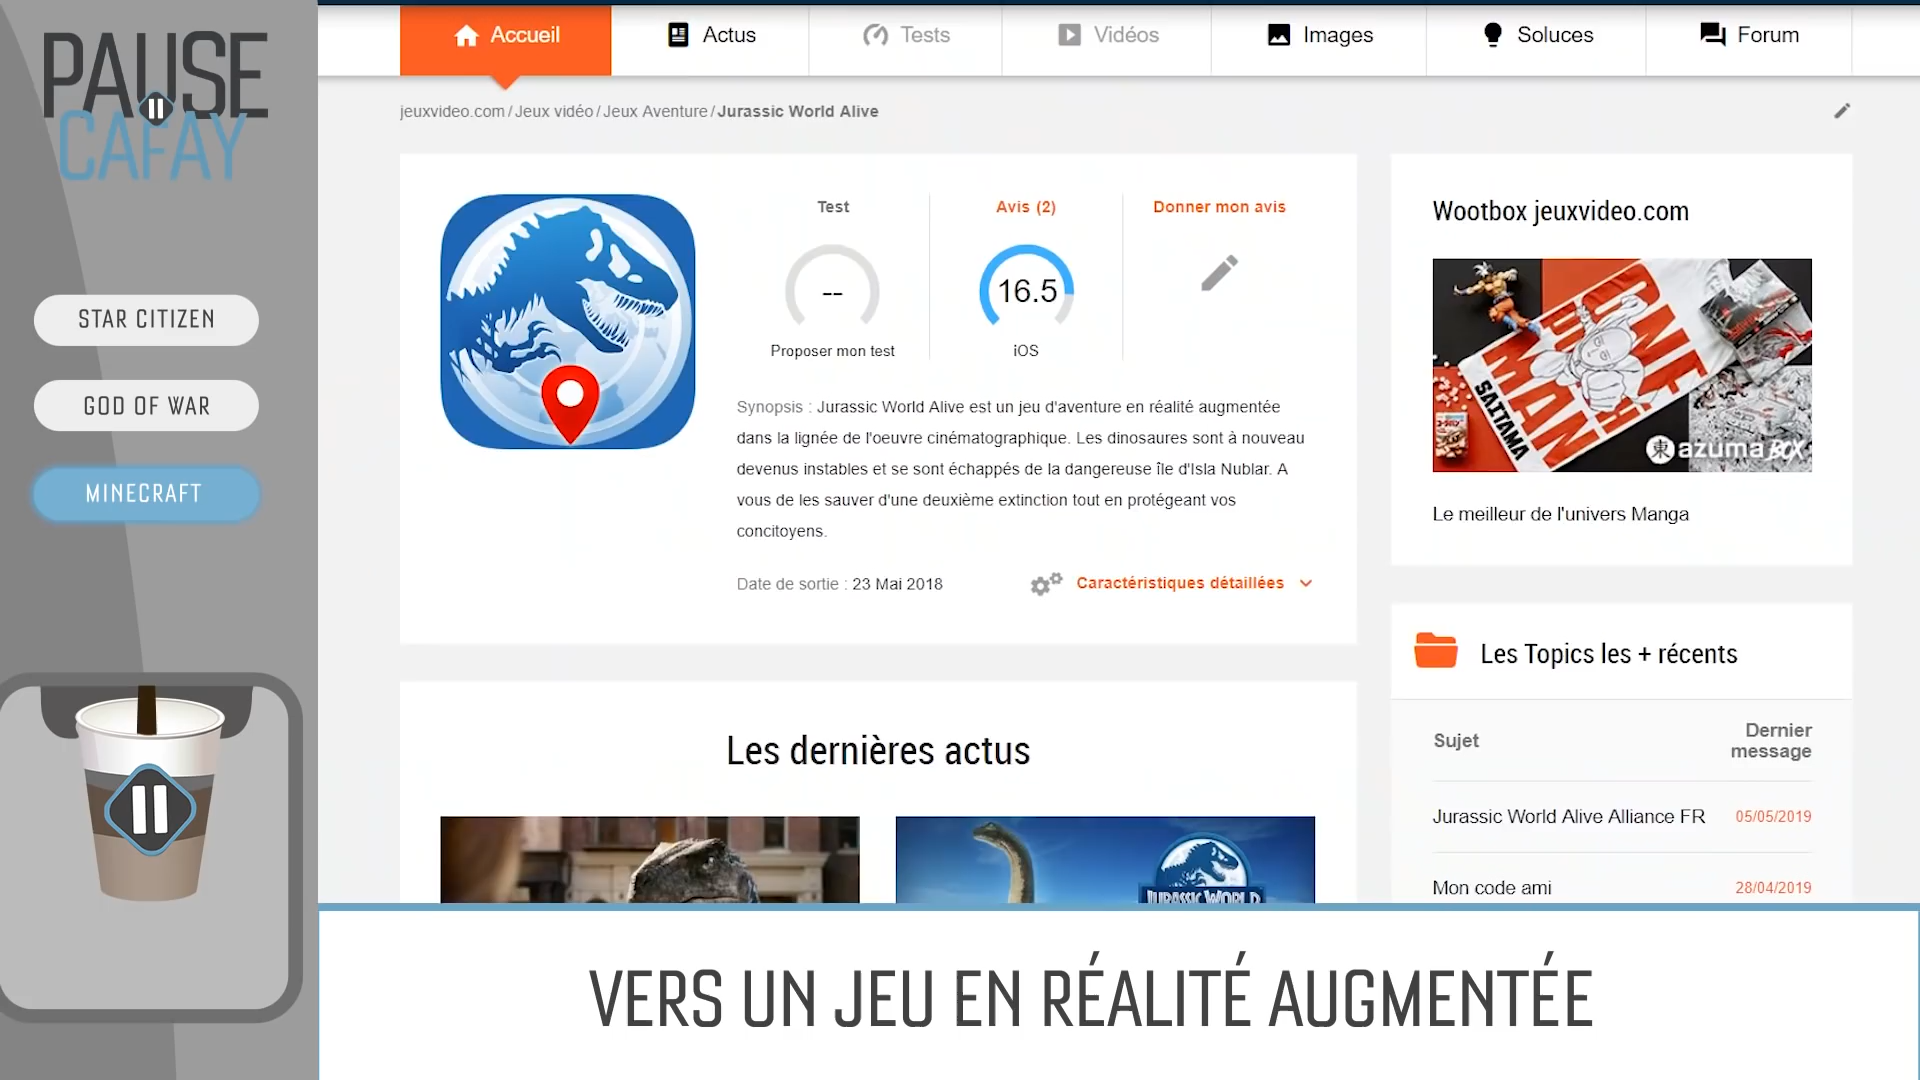 PAUSE
CAFAY
STAR CITIZEN
GOD OF WAR
MINECRAFT
Accueil
Actus
Tests
Vidéos
Images
Soluces
Forum
jeuxvideo.com / Jeux vidéo / Jeux Aventure / Jurassic World Alive
Test
--
Proposer mon test
Avis (2)
16.5
iOS
Donner mon avis
Synopsis : Jurassic World Alive est un jeu d'aventure en réalité augmentée
dans la lignée de l'oeuvre cinématographique. Les dinosaures sont à nouveau
devenus instables et se sont échappés de la dangereuse île d'Isla Nublar. A
vous de les sauver d'une deuxième extinction tout en protégeant vos
concitoyens.
Date de sortie : 23 Mai 2018
Caractéristiques détaillées
Wootbox jeuxvideo.com
ONE
MAN
SAITAMA
東 azuma BOX
Le meilleur de l'univers Manga
Les Topics les + récents
Sujet
Dernier
message
Jurassic World Alive Alliance FR
05/05/2019
Mon code ami
28/04/2019
Les dernières actus
JURASSIC WORLD
VERS UN JEU EN RÉALITÉ AUGMENTÉE